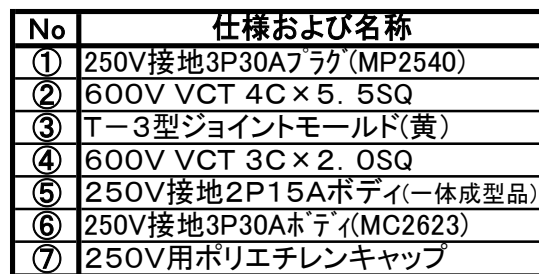 No 仕様および名称
① 250V接地3P30Aﾌﾟﾗｸﾞ(MP2540)
② 600V VCT 4C×5．5SQ
③ T－3型ジョイントモールド(黄)
④ 600V VCT 3C×2．0SQ
⑤ 250V接地2P15Aボディ(一体成型品)
⑥ 250V接地3P30Aﾎﾞﾃﾞｨ(MC2623)
⑦ 250V用ポリエチレンキャップ